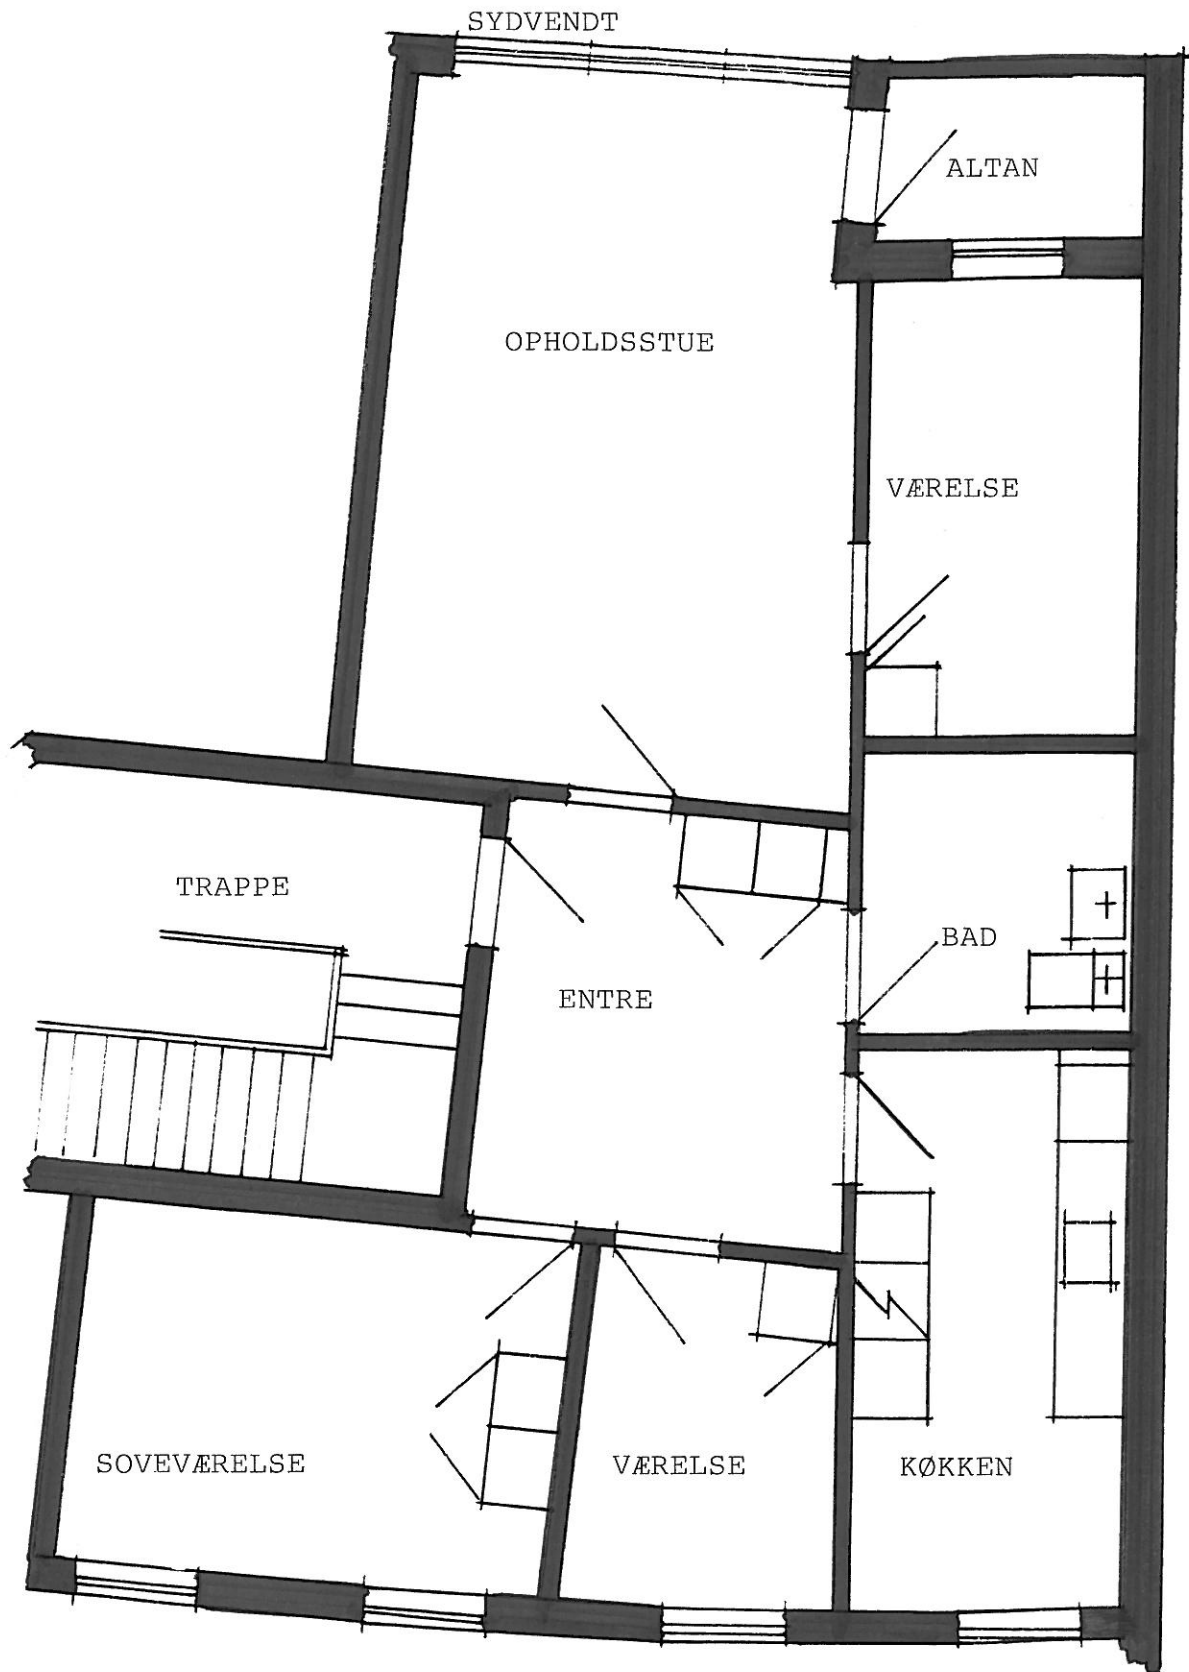 SYDVENDT
ALTAN
OPHOLDSSTUE
VÆRELSE
TRAPPE
BAD
ENTRE
SOVEVÆRELSE
VÆRELSE
KØKKEN